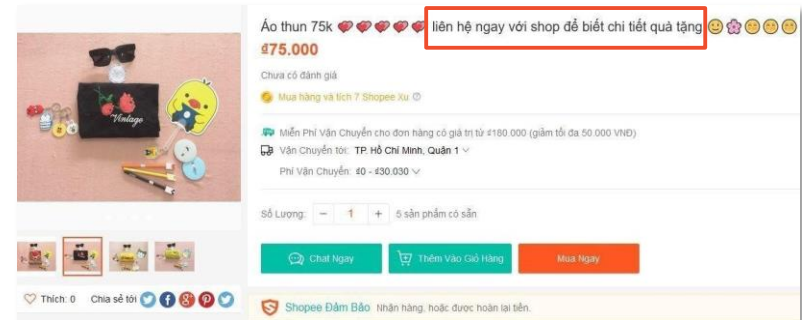 Áo thun 75k 💝💝💝💝💝 liên hệ ngay với shop để biết chi tiết quà tặng 🙂🌸😁😁😁
₫75.000
Chưa có đánh giá
Mua hàng và tích 7 Shopee Xu
Miễn Phí Vận Chuyển cho đơn hàng có giá trị từ ₫180.000 (giảm tối đa 50.000 VNĐ)
Vận Chuyển tới: TP. Hồ Chí Minh, Quận 1
Phí Vận Chuyển: ₫0 - ₫30.030
Số Lượng: − 1 + 5 sản phẩm có sẵn
Chat Ngay Thêm Vào Giỏ Hàng Mua Ngay
Vintage
Thích: 0 Chia sẻ tới
Shopee Đảm Bảo Nhận hàng, hoặc được hoàn lại tiền.